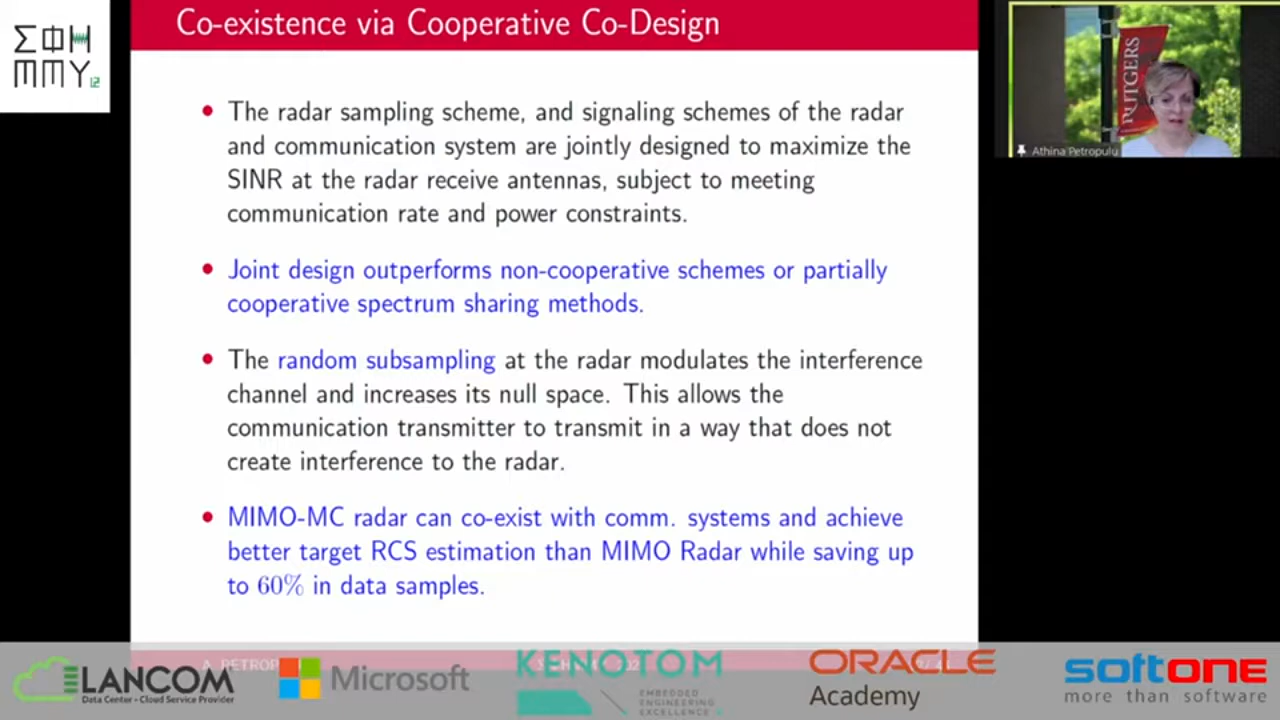 Co-existence via Cooperative Co-Design
ΣΦΗ
ΜΜΥ 12
RUTGERS
Athina Petropulu
• The radar sampling scheme, and signaling schemes of the radar
and communication system are jointly designed to maximize the
SINR at the radar receive antennas, subject to meeting
communication rate and power constraints.
• Joint design outperforms non-cooperative schemes or partially
cooperative spectrum sharing methods.
• The random subsampling at the radar modulates the interference
channel and increases its null space. This allows the
communication transmitter to transmit in a way that does not
create interference to the radar.
• MIMO-MC radar can co-exist with comm. systems and achieve
better target RCS estimation than MIMO Radar while saving up
to 60% in data samples.
LANCOM
Data Center - Cloud Service Provider
Microsoft
KENOTOM
EMBEDDED
ENGINEERING
EXCELLENCE
ORACLE
Academy
softone
more than software